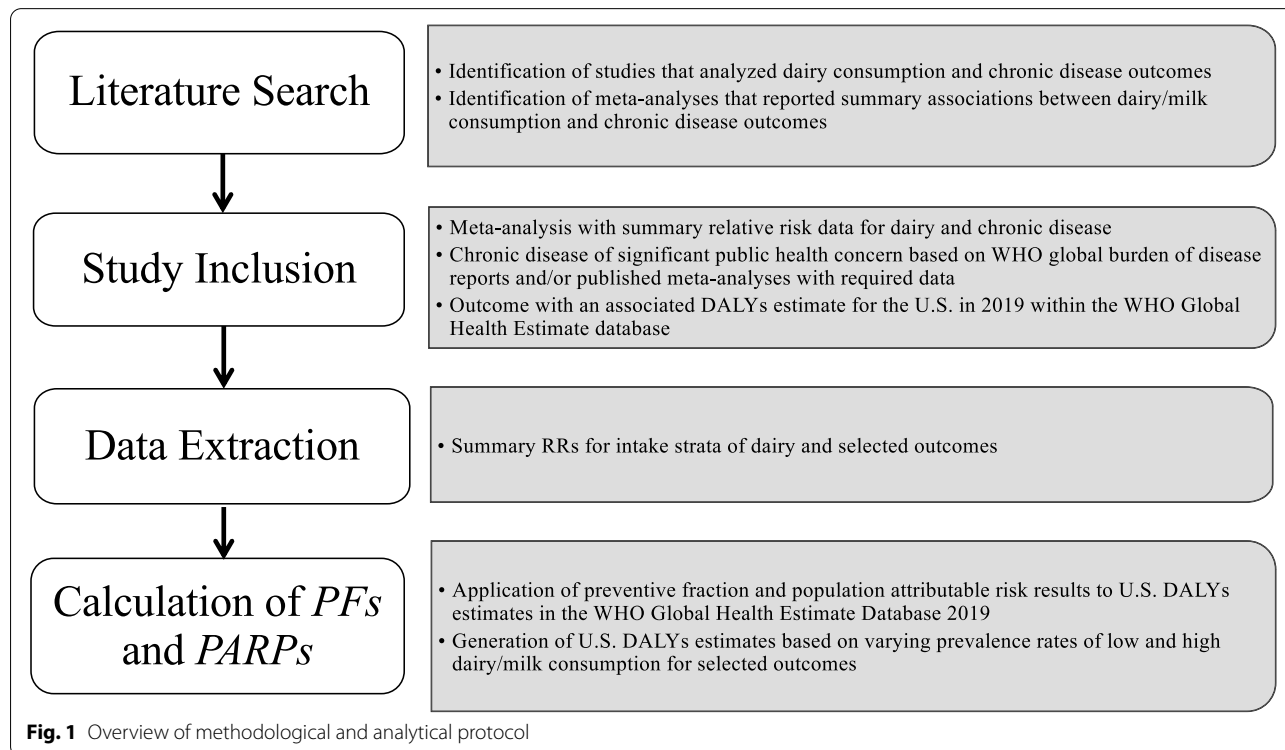 Literature Search
• Identification of studies that analyzed dairy consumption and chronic disease outcomes
• Identification of meta-analyses that reported summary associations between dairy/milk
consumption and chronic disease outcomes
Study Inclusion
• Meta-analysis with summary relative risk data for dairy and chronic disease
• Chronic disease of significant public health concern based on WHO global burden of disease
reports and/or published meta-analyses with required data
• Outcome with an associated DALYs estimate for the U.S. in 2019 within the WHO Global
Health Estimate database
Data Extraction
• Summary RRs for intake strata of dairy and selected outcomes
Calculation of PFs
and PARPs
• Application of preventive fraction and population attributable risk results to U.S. DALYs
estimates in the WHO Global Health Estimate Database 2019
• Generation of U.S. DALYs estimates based on varying prevalence rates of low and high
dairy/milk consumption for selected outcomes
Fig. 1 Overview of methodological and analytical protocol